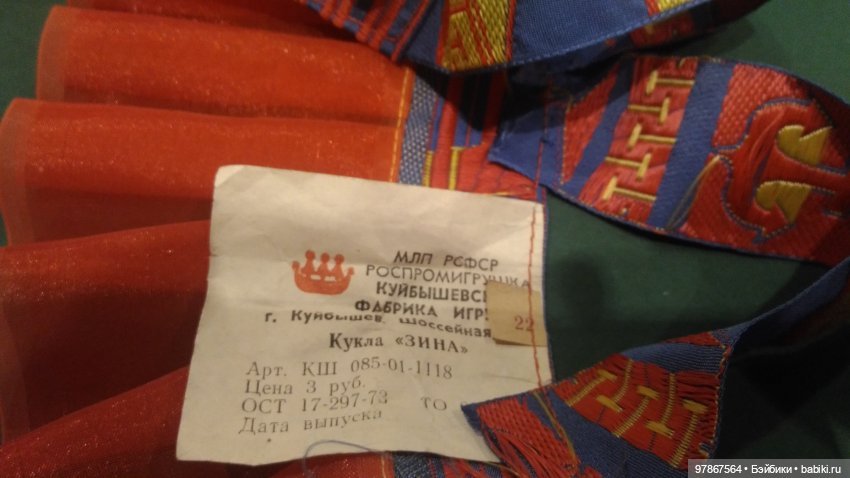 МЛП РСФСР
РОСПРОМИГРУШКА
КУЙБЫШЕВС
ФАБРИКА ИГР
г. Куйбышев, Шоссейная
22
Кукла «ЗИНА»
Арт. КШ 085-01-1118
Цена 3 руб.
ОСТ 17-297-73 ТО
Дата выпуска
97867564 • Бэйбики • babiki.ru